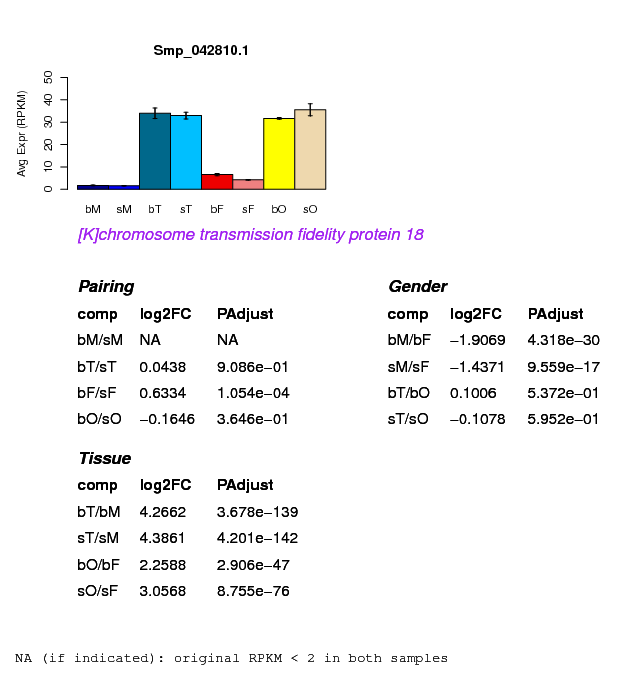 Smp_042810.1
Avg Expr (RPKM)
50
40
30
20
10
0
bM sM bT sT bF sF bO sO
[K]chromosome transmission fidelity protein 18
Pairing
comp log2FC PAdjust
bM/sM NA NA
bT/sT 0.0438 9.086e−01
bF/sF 0.6334 1.054e−04
bO/sO −0.1646 3.646e−01
Gender
comp log2FC PAdjust
bM/bF −1.9069 4.318e−30
sM/sF −1.4371 9.559e−17
bT/bO 0.1006 5.372e−01
sT/sO −0.1078 5.952e−01
Tissue
comp log2FC PAdjust
bT/bM 4.2662 3.678e−139
sT/sM 4.3861 4.201e−142
bO/bF 2.2588 2.906e−47
sO/sF 3.0568 8.755e−76
NA (if indicated): original RPKM < 2 in both samples